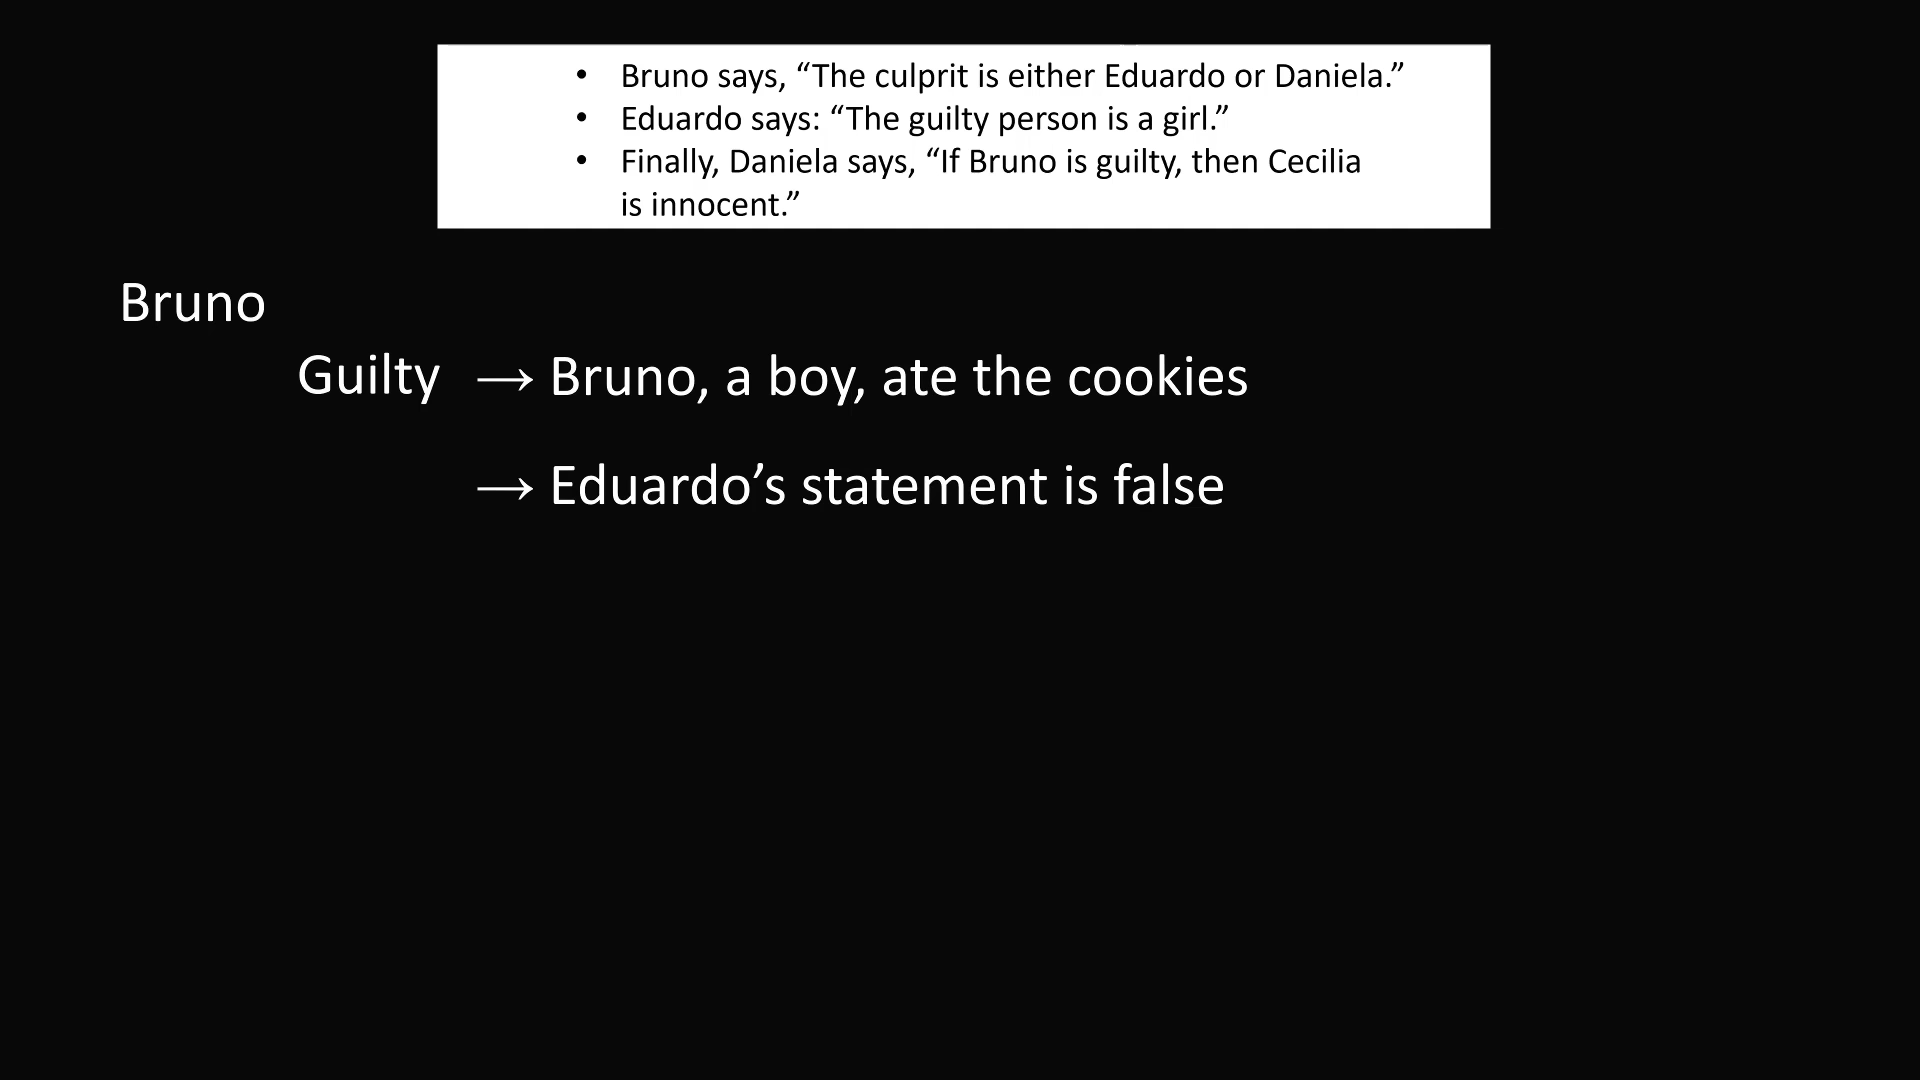 • Bruno says, “The culprit is either Eduardo or Daniela.”
• Eduardo says: “The guilty person is a girl.”
• Finally, Daniela says, “If Bruno is guilty, then Cecilia
is innocent.”
Bruno
Guilty → Bruno, a boy, ate the cookies
→ Eduardo’s statement is false